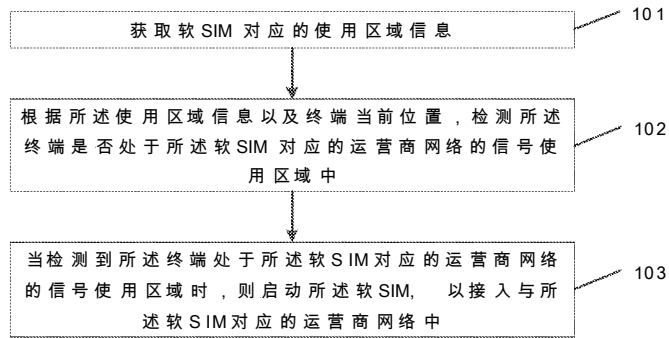 获取软SIM对应的使用区域信息
101
根据所述使用区域信息以及终端当前位置，检测所述
终端是否处于所述软SIM对应的运营商网络的信号使
用区域中
102
当检测到所述终端处于所述软SIM对应的运营商网络
的信号使用区域时，则启动所述软SIM, 以接入与所
述软SIM对应的运营商网络中
103